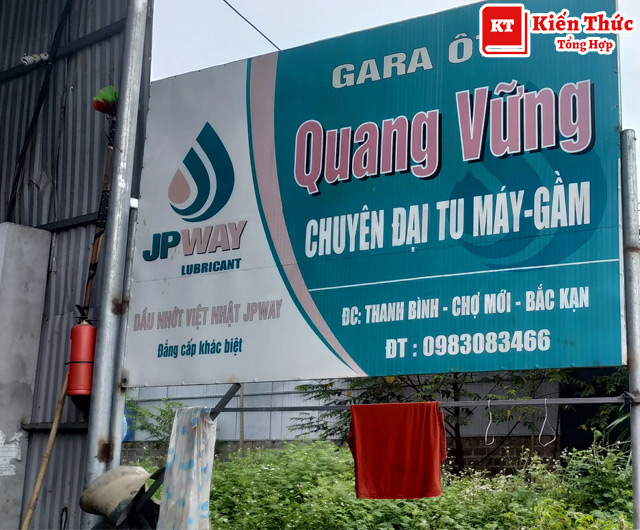 KT
Kiến Thức
Tổng Hợp
GARA Ô
Quang Vững
CHUYÊN ĐẠI TU MÁY-GẦM
JPWAY
LUBRICANT
DẦU NHỚT VIỆT NHẬT JPWAY
Đẳng cấp khác biệt
ĐC: THANH BÌNH - CHỢ MỚI - BẮC KẠN
ĐT : 0983083466